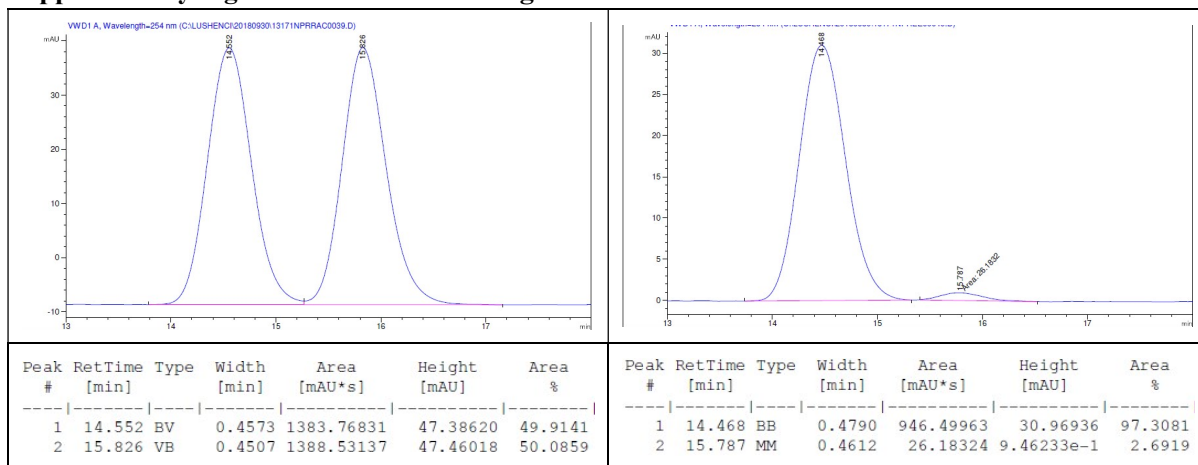 VWD1 A, Wavelength=254 nm (C:\LUSHENCI\20180930\13171NPRRAC0039.D)
mAU
14.552
15.826
30
20
10
0
-10
13 14 15 16 17 min
mAU
14.468
30
25
20
15
10
5
0
15.787
Area: 26.1832
13 14 15 16 17 min
Peak RetTime Type Width Area Height Area
# [min] [min] [mAU*s] [mAU] %
----|-------|----|-------|----------|----------|--------|
1 14.552 BV 0.4573 1383.76831 47.38620 49.9141
2 15.826 VB 0.4507 1388.53137 47.46018 50.0859
Peak RetTime Type Width Area Height Area
# [min] [min] [mAU*s] [mAU] %
----|-------|----|-------|----------|----------|--------|
1 14.468 BB 0.4790 946.49963 30.96936 97.3081
2 15.787 MM 0.4612 26.18324 9.46233e-1 2.6919